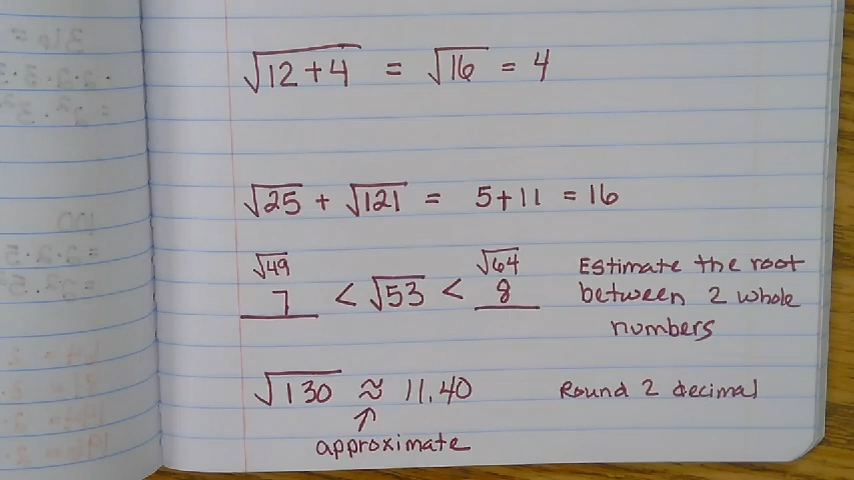 √12+4 = √16 = 4
√25 + √121 = 5+11 = 16
√49 √64
7 < √53 < 8
Estimate the root
between 2 whole
numbers
√130 ≈ 11.40 Round 2 decimal
↑
approximate